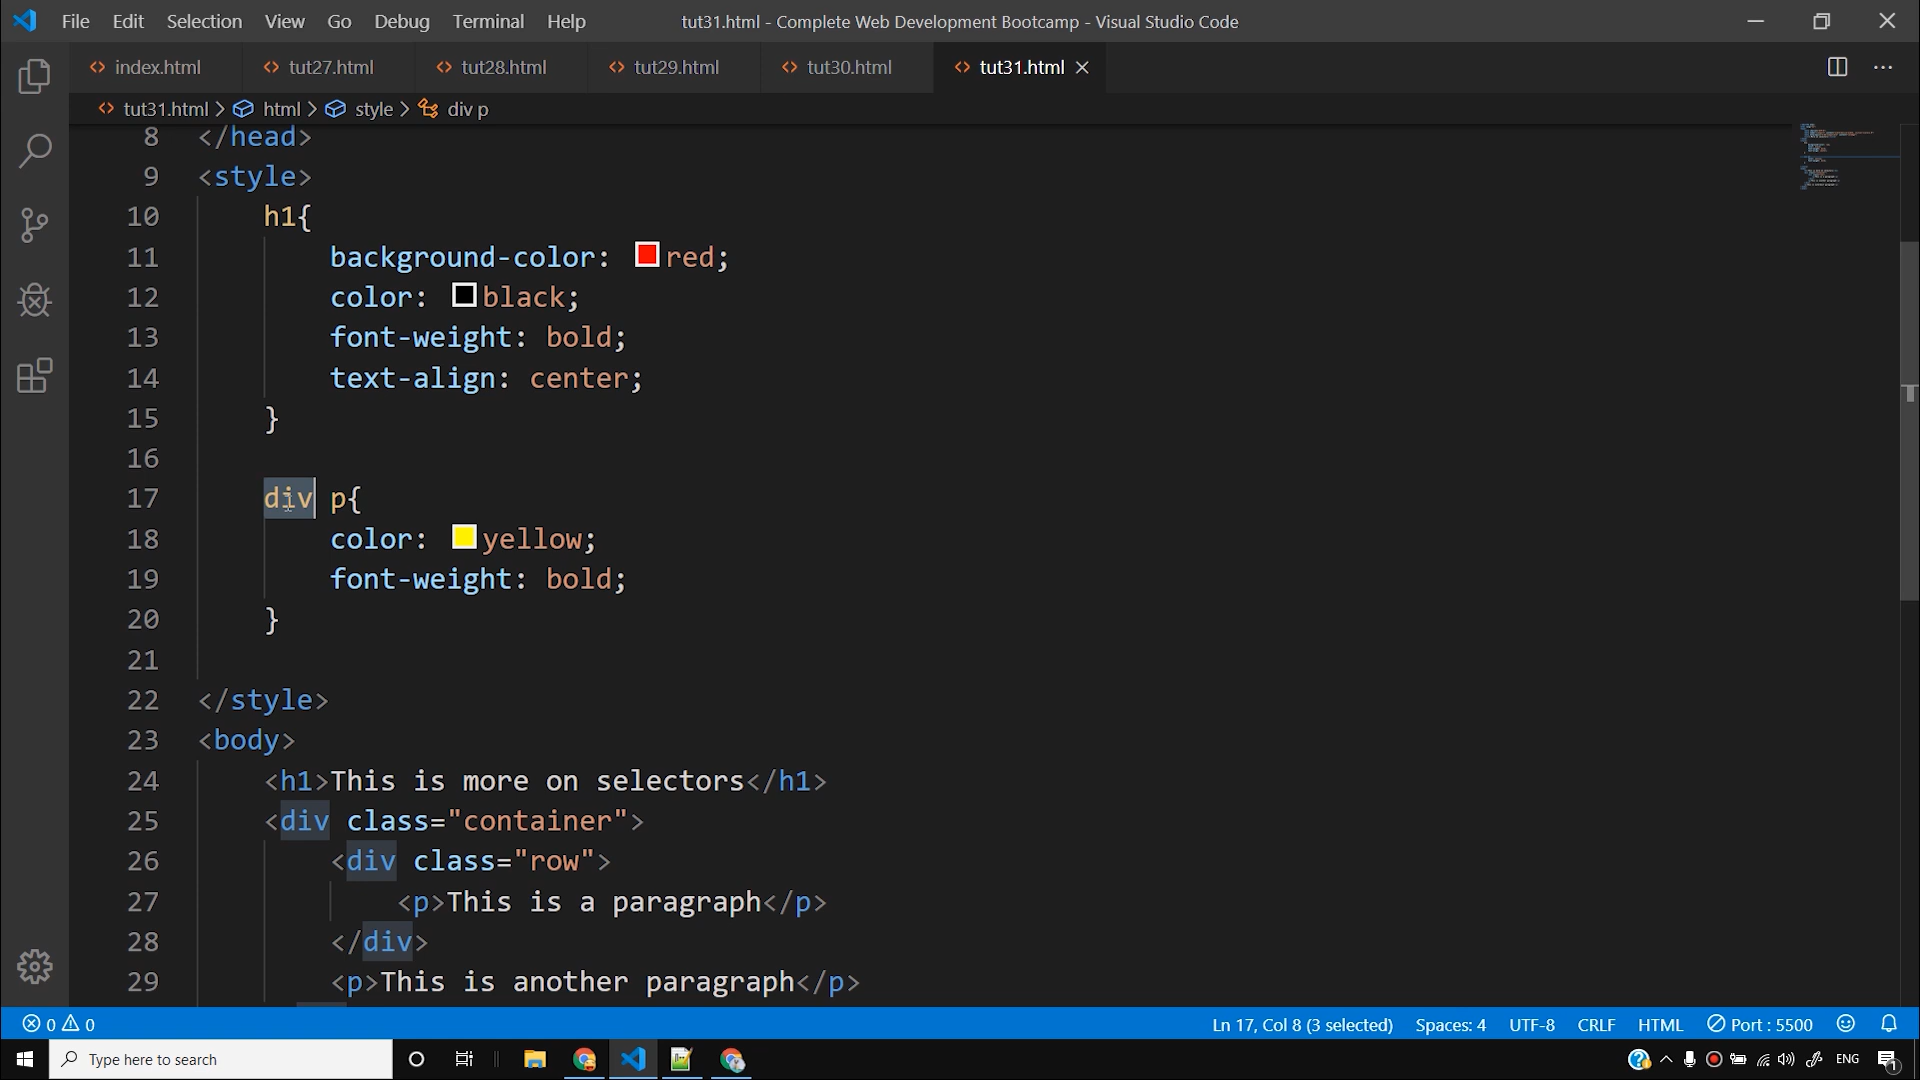 File Edit Selection View Go Debug Terminal Help tut31.html - Complete Web Development Bootcamp - Visual Studio Code
index.html tut27.html tut28.html tut29.html tut30.html tut31.html
tut31.html > html > style > div p
8 </head>
9 <style>
10 h1{
11 background-color: red;
12 color: black;
13 font-weight: bold;
14 text-align: center;
15 }
16
17 div p{
18 color: yellow;
19 font-weight: bold;
20 }
21
22 </style>
23 <body>
24 <h1>This is more on selectors</h1>
25 <div class="container">
26 <div class="row">
27 <p>This is a paragraph</p>
28 </div>
29 <p>This is another paragraph</p>
0 0 Ln 17, Col 8 (3 selected) Spaces: 4 UTF-8 CRLF HTML Port : 5500
Type here to search ENG 1